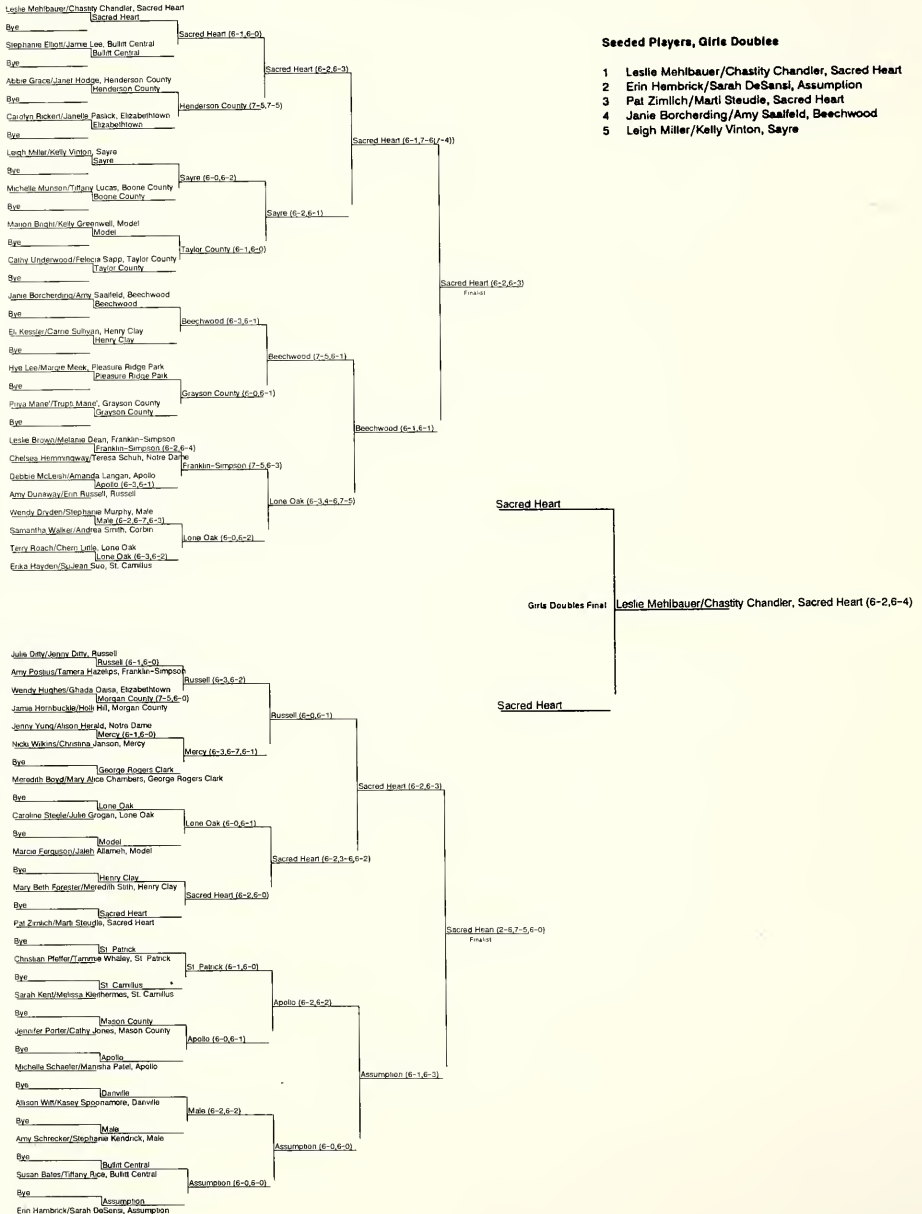 Leslie Mehlbauer/Chastity Chandler, Sacred Heart
Sacred Heart
Bye
Sacred Heart (6-1,6-0)
Stephanie Elliott/Jamie Lee, Bullitt Central
Bullitt Central
Bye
Sacred Heart (6-2,6-3)
Abbie Grace/Janet Hodge, Henderson County
Henderson County
Bye
Henderson County (7-5,7-5)
Carolyn Rickert/Janelle Pasick, Elizabethtown
Elizabethtown
Bye
Sacred Heart (6-1,7-6(7-4))
Leigh Miller/Kelly Vinton, Sayre
Sayre
Bye
Sayre (6-0,6-2)
Michelle Munson/Tiffany Lucas, Boone County
Boone County
Bye
Sayre (6-2,6-1)
Marion Bright/Kelly Greenwell, Model
Model
Bye
Taylor County (6-1,6-0)
Cathy Underwood/Felecia Sapp, Taylor County
Taylor County
Bye
Sacred Heart (6-2,6-3)
Finalist
Janie Borcherding/Amy Saalfeld, Beechwood
Beechwood
Bye
Beechwood (6-3,6-1)
Eli Kessler/Carrie Sullivan, Henry Clay
Henry Clay
Bye
Beechwood (7-5,6-1)
Hye Lee/Margie Meek, Pleasure Ridge Park
Pleasure Ridge Park
Bye
Grayson County (6-0,6-1)
Priya Mane'/Trupti Mane', Grayson County
Grayson County
Bye
Beechwood (6-1,6-1)
Leslie Brown/Melanie Dean, Franklin-Simpson
Franklin-Simpson (6-2,6-4)
Chelsea Hemmingway/Teresa Schuh, Notre Dame
Franklin-Simpson (7-5,6-3)
Debbie McLeish/Amanda Langan, Apollo
Apollo (6-3,6-1)
Amy Dunaway/Erin Russell, Russell
Lone Oak (6-3,4-6,7-5)
Wendy Dryden/Stephanie Murphy, Male
Male (6-2,6-7,6-3)
Samantha Walker/Andrea Smith, Corbin
Lone Oak (6-0,6-2)
Terry Roach/Cherri Little, Lone Oak
Lone Oak (6-3,6-2)
Erika Hayden/SuJean Suo, St. Camillus
Seeded Players, Girls Doubles
1 Leslie Mehlbauer/Chastity Chandler, Sacred Heart
2 Erin Hembrick/Sarah DeSansi, Assumption
3 Pat Zimlich/Marti Steudle, Sacred Heart
4 Janie Borcherding/Amy Saalfeld, Beechwood
5 Leigh Miller/Kelly Vinton, Sayre
Sacred Heart
Girls Doubles Final
Leslie Mehlbauer/Chastity Chandler, Sacred Heart (6-2,6-4)
Sacred Heart
Julie Ditty/Jenny Ditty, Russell
Russell (6-1,6-0)
Amy Postius/Tamera Hazelips, Franklin-Simpson
Russell (6-3,6-2)
Wendy Hughes/Ghada Qaisa, Elizabethtown
Morgan County (7-5,6-0)
Jamie Hornbuckle/Holli Hill, Morgan County
Russell (6-0,6-1)
Jenny Yung/Alison Herald, Notre Dame
Mercy (6-1,6-0)
Nicki Wilkins/Christina Janson, Mercy
Mercy (6-3,6-7,6-1)
Bye
George Rogers Clark
Meredith Boyd/Mary Alice Chambers, George Rogers Clark
Sacred Heart (6-2,6-3)
Bye
Lone Oak
Caroline Steele/Julie Grogan, Lone Oak
Lone Oak (6-0,6-1)
Bye
Model
Marcie Ferguson/Jaleh Allameh, Model
Sacred Heart (6-2,3-6,6-2)
Bye
Henry Clay
Mary Beth Forester/Meredith Stith, Henry Clay
Sacred Heart (6-2,6-0)
Bye
Sacred Heart
Pat Zimlich/Marti Steudle, Sacred Heart
Sacred Heart (2-6,7-5,6-0)
Finalist
Bye
St. Patrick
Christian Pfeffer/Tammie Whaley, St. Patrick
St. Patrick (6-1,6-0)
Bye
St. Camillus
Sarah Kent/Melissa Kierhermes, St. Camillus
Apollo (6-2,6-2)
Bye
Mason County
Jennifer Porter/Cathy Jones, Mason County
Apollo (6-0,6-1)
Bye
Apollo
Michelle Schaefer/Manisha Patel, Apollo
Assumption (6-1,6-3)
Bye
Danville
Allison Witt/Kasey Spoonamore, Danville
Male (6-2,6-2)
Bye
Male
Amy Schrecker/Stephanie Kendrick, Male
Assumption (6-0,6-0)
Bye
Bullitt Central
Susan Bates/Tiffany Rice, Bullitt Central
Assumption (6-0,6-0)
Bye
Assumption
Erin Hambrick/Sarah DeSensi, Assumption